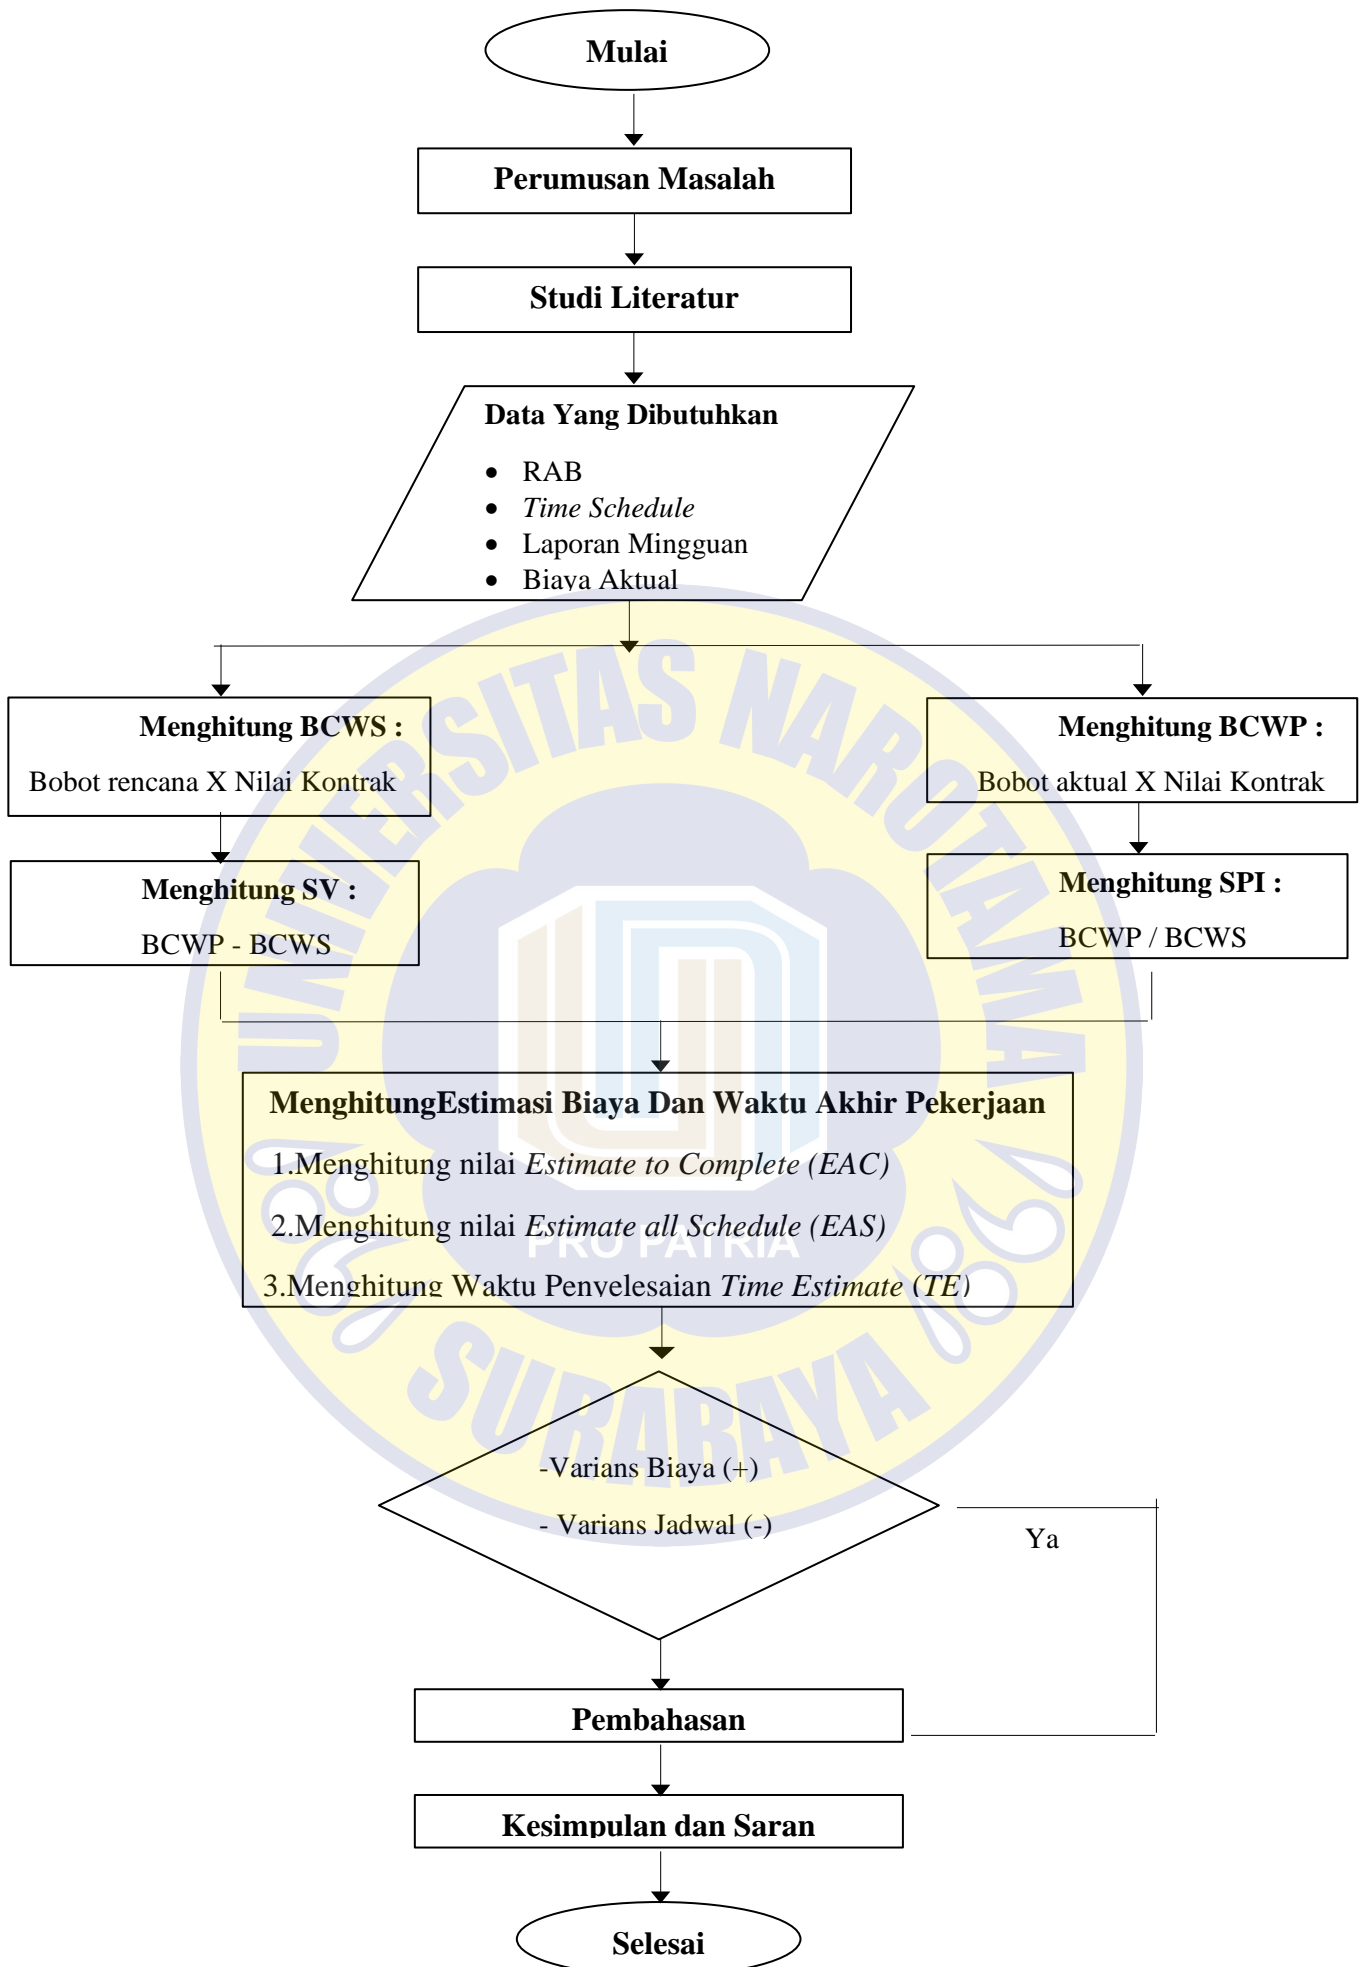 Mulai
Perumusan Masalah
Studi Literatur
Data Yang Dibutuhkan
• RAB
• Time Schedule
• Laporan Mingguan
• Biaya Aktual
Menghitung BCWS :
Bobot rencana X Nilai Kontrak
Menghitung BCWP :
Bobot aktual X Nilai Kontrak
Menghitung SV :
BCWP - BCWS
Menghitung SPI :
BCWP / BCWS
MenghitungEstimasi Biaya Dan Waktu Akhir Pekerjaan
1.Menghitung nilai Estimate to Complete (EAC)
2.Menghitung nilai Estimate all Schedule (EAS)
3.Menghitung Waktu Penyelesaian Time Estimate (TE)
-Varians Biaya (+)
- Varians Jadwal (-)
Ya
Pembahasan
Kesimpulan dan Saran
Selesai
UNIVERSITAS NAROTAMA
PRO PATRIA
SURABAYA